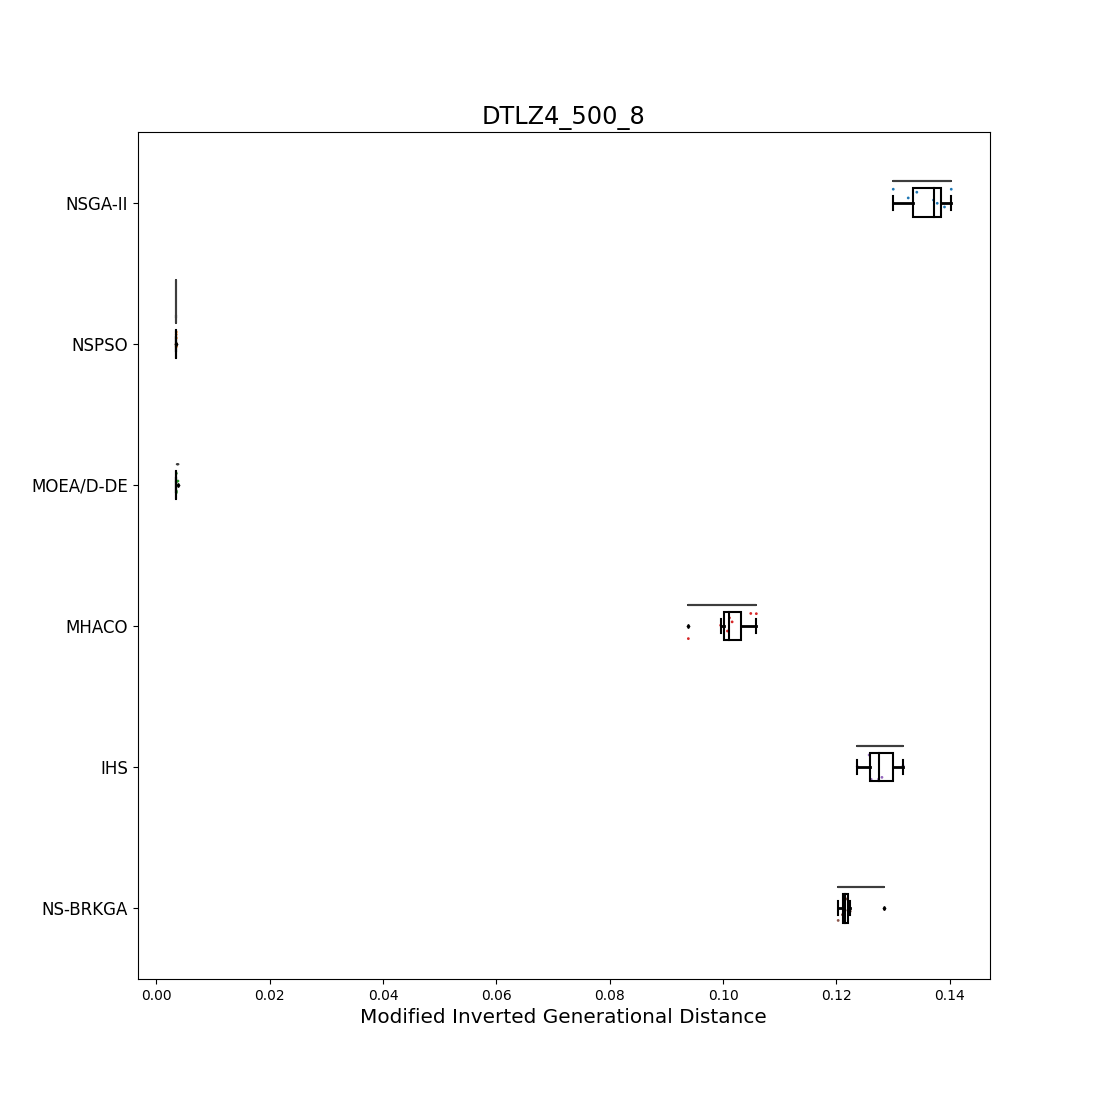 DTLZ4_500_8
NSGA-II
NSPSO
MOEA/D-DE
MHACO
IHS
NS-BRKGA
0.00 0.02 0.04 0.06 0.08 0.10 0.12 0.14
Modified Inverted Generational Distance